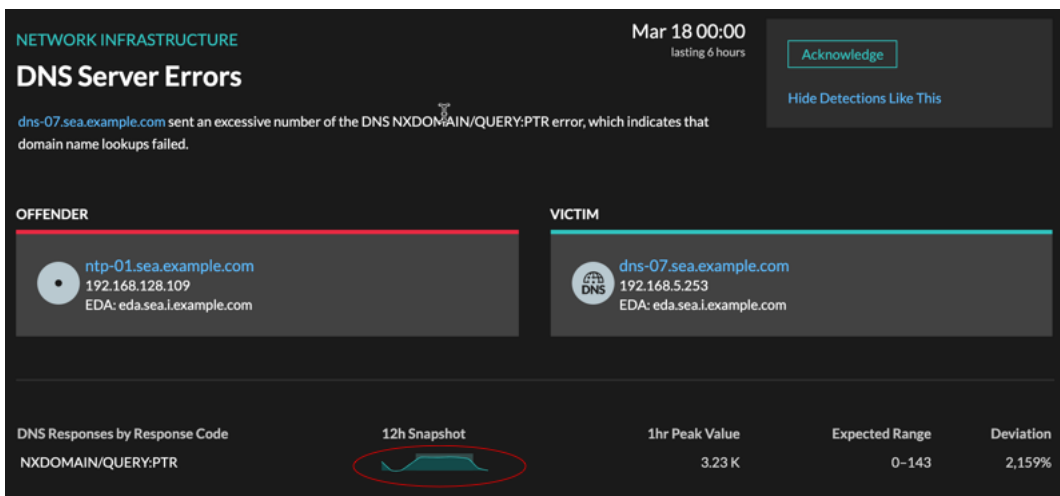 NETWORK INFRASTRUCTURE
DNS Server Errors
Mar 18 00:00
lasting 6 hours
Acknowledge
Hide Detections Like This
dns-07.sea.example.com sent an excessive number of the DNS NXDOMAIN/QUERY:PTR error, which indicates that
domain name lookups failed.
OFFENDER
ntp-01.sea.example.com
192.168.128.109
EDA: eda.sea.i.example.com
VICTIM
DNS
dns-07.sea.example.com
192.168.5.253
EDA: eda.sea.i.example.com
DNS Responses by Response Code 12h Snapshot 1hr Peak Value Expected Range Deviation
NXDOMAIN/QUERY:PTR 3.23 K 0–143 2,159%